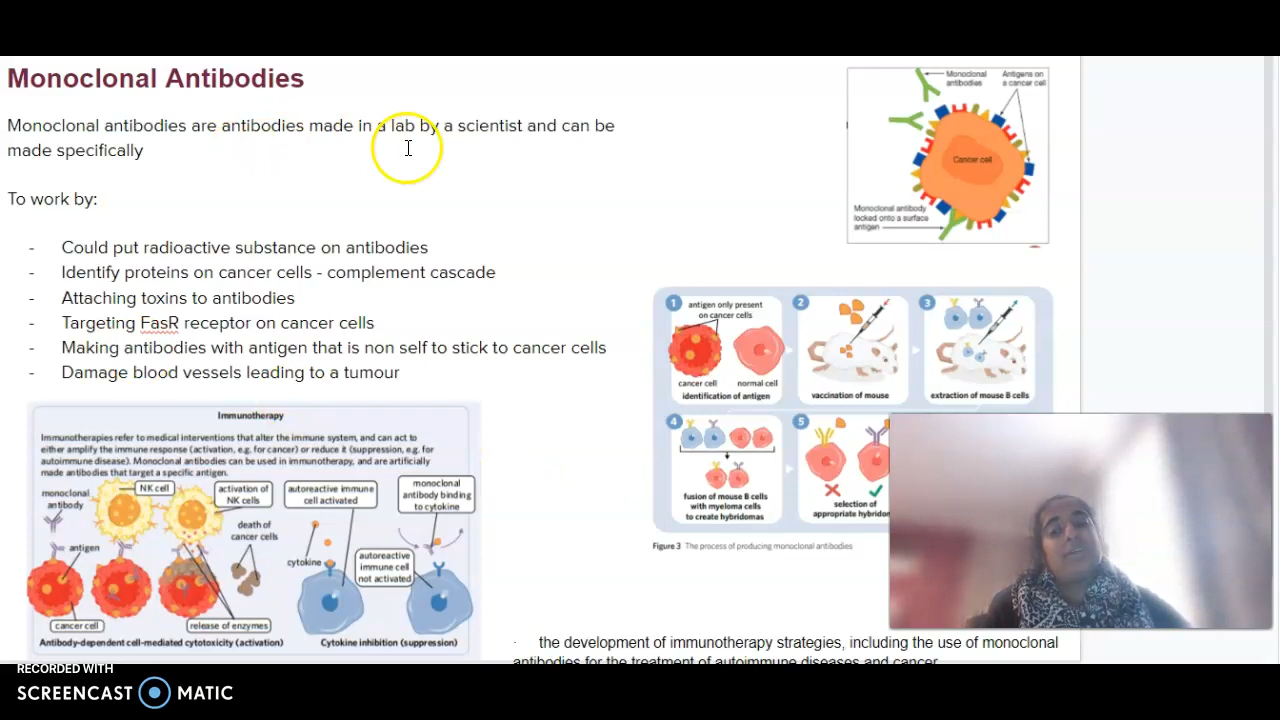 Monoclonal Antibodies
Monoclonal antibodies are antibodies made in a lab by a scientist and can be
made specifically
To work by:
- Could put radioactive substance on antibodies
- Identify proteins on cancer cells - complement cascade
- Attaching toxins to antibodies
- Targeting FasR receptor on cancer cells
- Making antibodies with antigen that is non self to stick to cancer cells
- Damage blood vessels leading to a tumour
Monoclonal
antibodies
Antigens on
a cancer cell
Cancer cell
Monoclonal antibody
locked onto a surface
antigen
1
antigen only present
on cancer cells
cancer cell
normal cell
identification of antigen
2
vaccination of mouse
3
extraction of mouse B cells
4
fusion of mouse B cells
with myeloma cells
to create hybridomas
5
selection of
appropriate
Figure 3 The process of producing monoclonal antibodies
Immunotherapy
Immunotherapies refer to medical interventions that alter the immune system, and can act to
either amplify the immune response (activation, e.g. for cancer) or reduce it (suppression, e.g. for
autoimmune disease). Monoclonal antibodies can be used in immunotherapy, and are artificially
made antibodies that target a specific antigen.
monoclonal
antibody
NK cell
activation of
NK cells
antigen
death of
cancer cells
cancer cell
release of enzymes
Antibody-dependent cell-mediated cytotoxicity (activation)
autoreactive immune
cell activated
monoclonal
antibody binding
to cytokine
cytokine
autoreactive
immune cell
not activated
Cytokine inhibition (suppression)
· the development of immunotherapy strategies, including the use of monoclonal
antibodies for the treatment of autoimmune diseases and cancer
RECORDED WITH
SCREENCAST MATIC